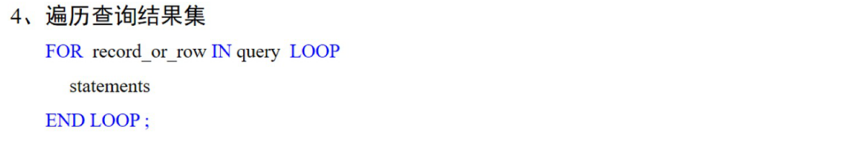 4、遍历查询结果集
FOR record_or_row IN query LOOP
statements
END LOOP ;